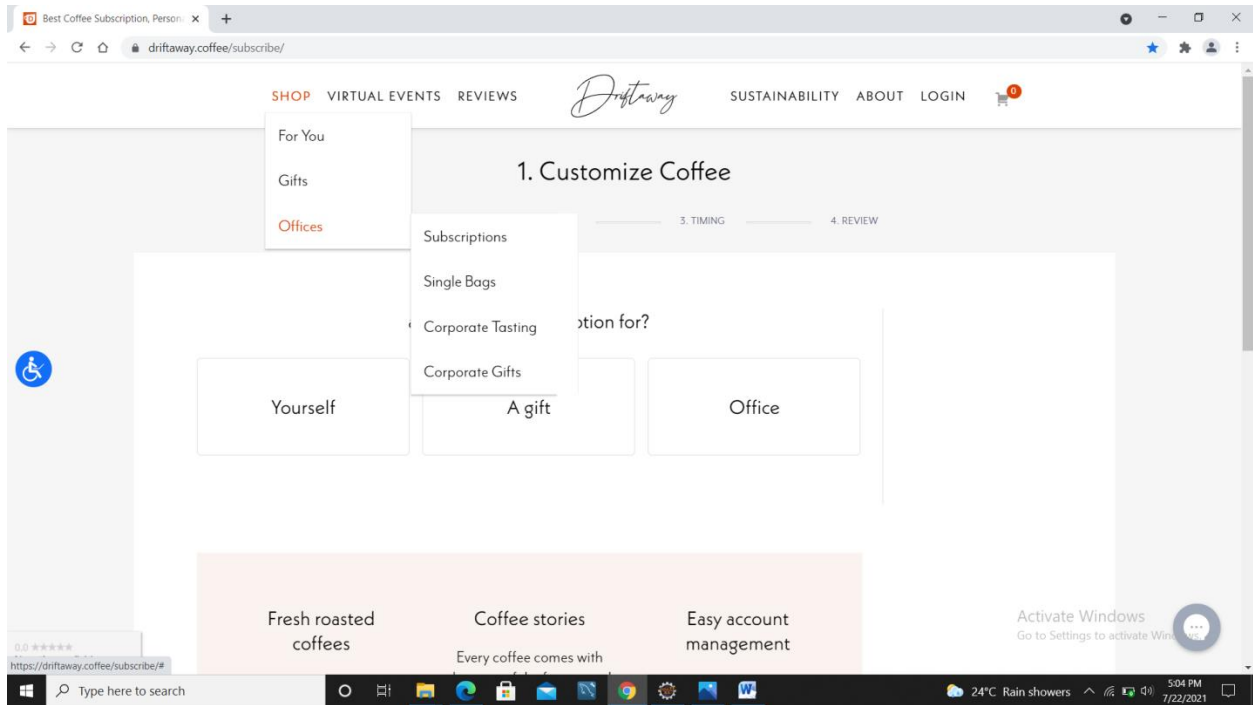 Best Coffee Subscription, Person
driftaway.coffee/subscribe/
SHOP VIRTUAL EVENTS REVIEWS Driftaway SUSTAINABILITY ABOUT LOGIN 0
For You
Gifts
Offices
Subscriptions
Single Bags
Corporate Tasting
Corporate Gifts
1. Customize Coffee
3. TIMING 4. REVIEW
ption for?
Yourself A gift Office
Fresh roasted
coffees
Coffee stories
Every coffee comes with
Easy account
management
Activate Windows
Go to Settings to activate Windows.
0.0 ★★★★★
https://driftaway.coffee/subscribe/#
Type here to search
24°C Rain showers
5:04 PM
7/22/2021